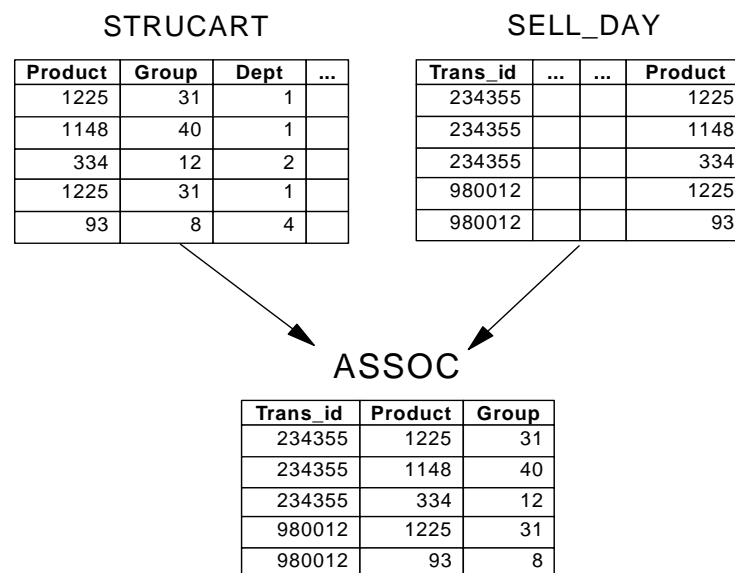 STRUCART
SELL_DAY
Product Group Dept ...
1225 31 1
1148 40 1
334 12 2
1225 31 1
93 8 4
Trans_id ... ... Product
234355 1225
234355 1148
234355 334
980012 1225
980012 93
ASSOC
Trans_id Product Group
234355 1225 31
234355 1148 40
234355 334 12
980012 1225 31
980012 93 8